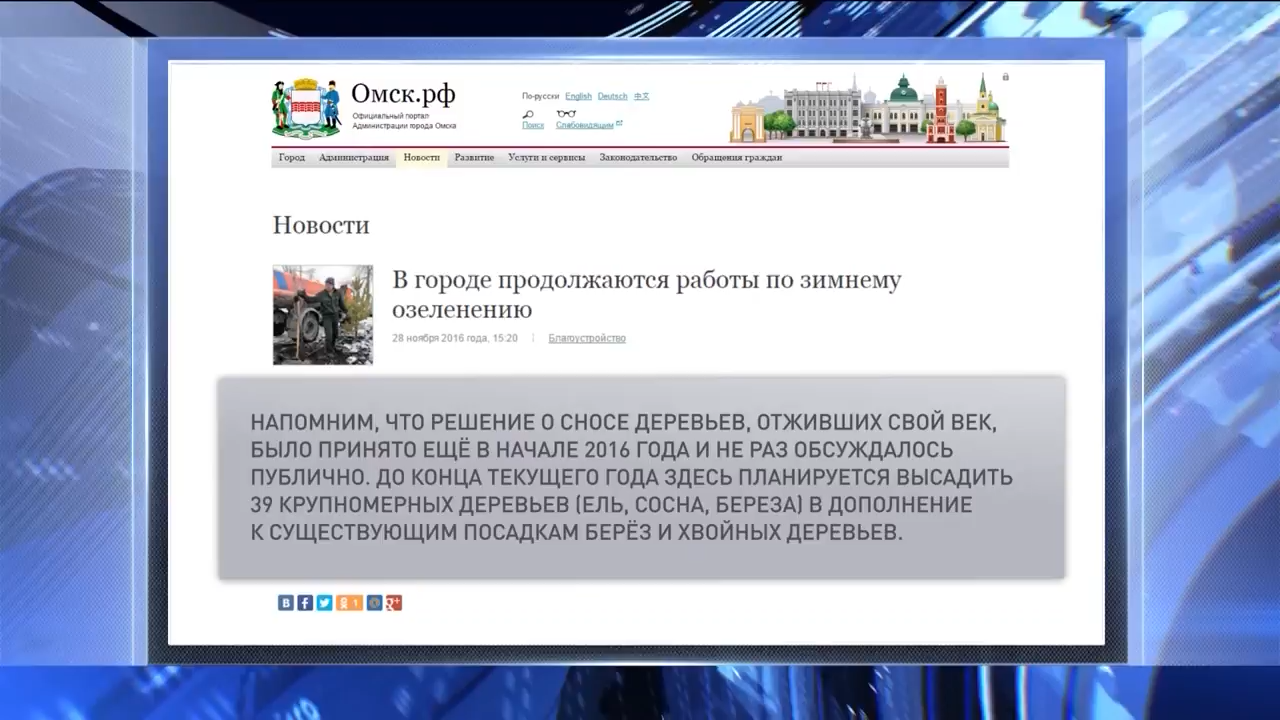 Омск.рф
Официальный портал
Администрации города Омска
По-русски English Deutsch 中文
Поиск Слабовидящим
Город Администрация Новости Развитие Услуги и сервисы Законодательство Обращения граждан
Новости
В городе продолжаются работы по зимнему
озеленению
28 ноября 2016 года, 15:20 Благоустройство
НАПОМНИМ, ЧТО РЕШЕНИЕ О СНОСЕ ДЕРЕВЬЕВ, ОТЖИВШИХ СВОЙ ВЕК,
БЫЛО ПРИНЯТО ЕЩЁ В НАЧАЛЕ 2016 ГОДА И НЕ РАЗ ОБСУЖДАЛОСЬ
ПУБЛИЧНО. ДО КОНЦА ТЕКУЩЕГО ГОДА ЗДЕСЬ ПЛАНИРУЕТСЯ ВЫСАДИТЬ
39 КРУПНОМЕРНЫХ ДЕРЕВЬЕВ (ЕЛЬ, СОСНА, БЕРЕЗА) В ДОПОЛНЕНИЕ
К СУЩЕСТВУЮЩИМ ПОСАДКАМ БЕРЁЗ И ХВОЙНЫХ ДЕРЕВЬЕВ.
1